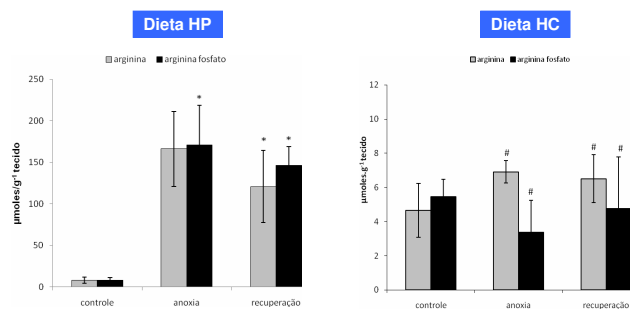 Dieta HP
Dieta HC
arginina arginina fosfato
250
200
150
100
50
0
µmoles/g⁻¹ tecido
* * *
controle anoxia recuperação
arginina arginina fosfato
12
10
8
6
4
2
0
µmoles.g⁻¹ tecido
# # # #
controle anoxia recuperação